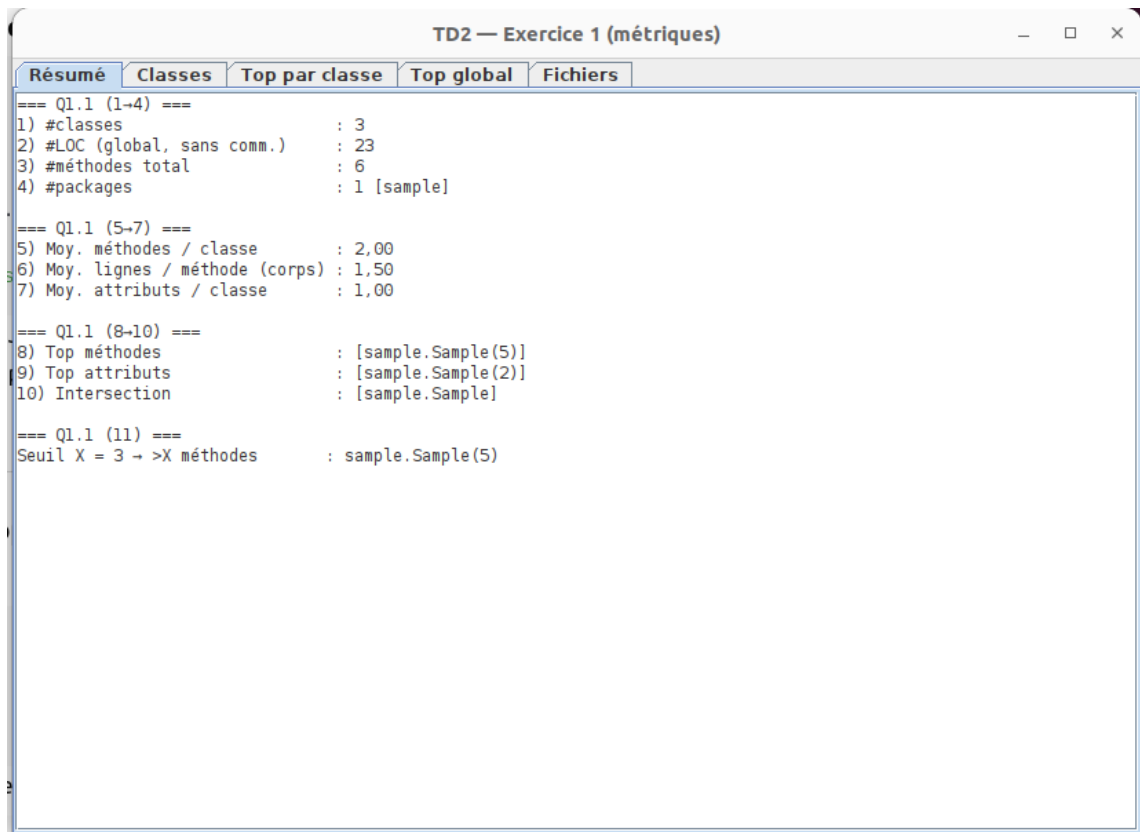 TD2 — Exercice 1 (métriques)
Résumé Classes Top par classe Top global Fichiers
=== Q1.1 (1→4) ===
1) #classes : 3
2) #LOC (global, sans comm.) : 23
3) #méthodes total : 6
4) #packages : 1 [sample]
=== Q1.1 (5→7) ===
5) Moy. méthodes / classe : 2,00
6) Moy. lignes / méthode (corps) : 1,50
7) Moy. attributs / classe : 1,00
=== Q1.1 (8→10) ===
8) Top méthodes : [sample.Sample(5)]
9) Top attributs : [sample.Sample(2)]
10) Intersection : [sample.Sample]
=== Q1.1 (11) ===
Seuil X = 3 → >X méthodes : sample.Sample(5)